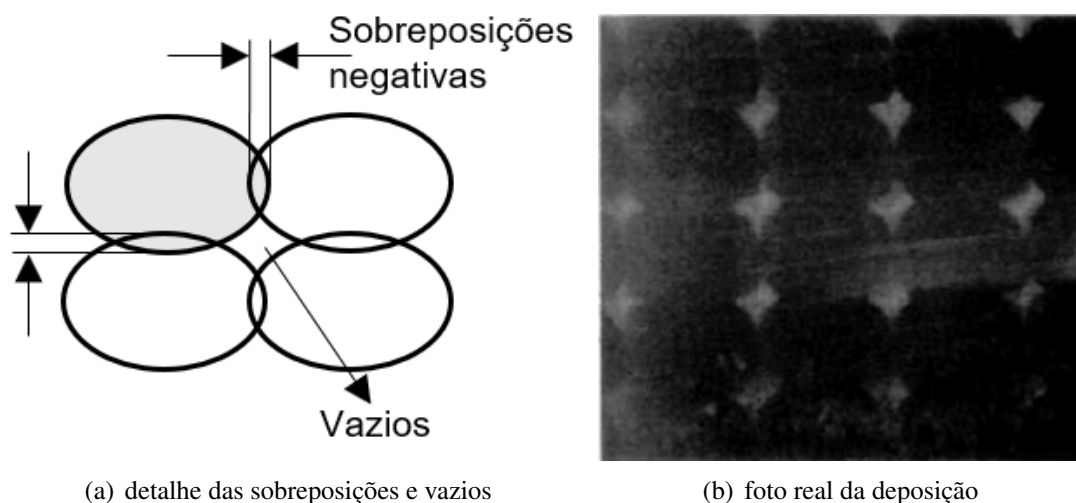 Sobreposições
negativas
Vazios
(a) detalhe das sobreposições e vazios
(b) foto real da deposição